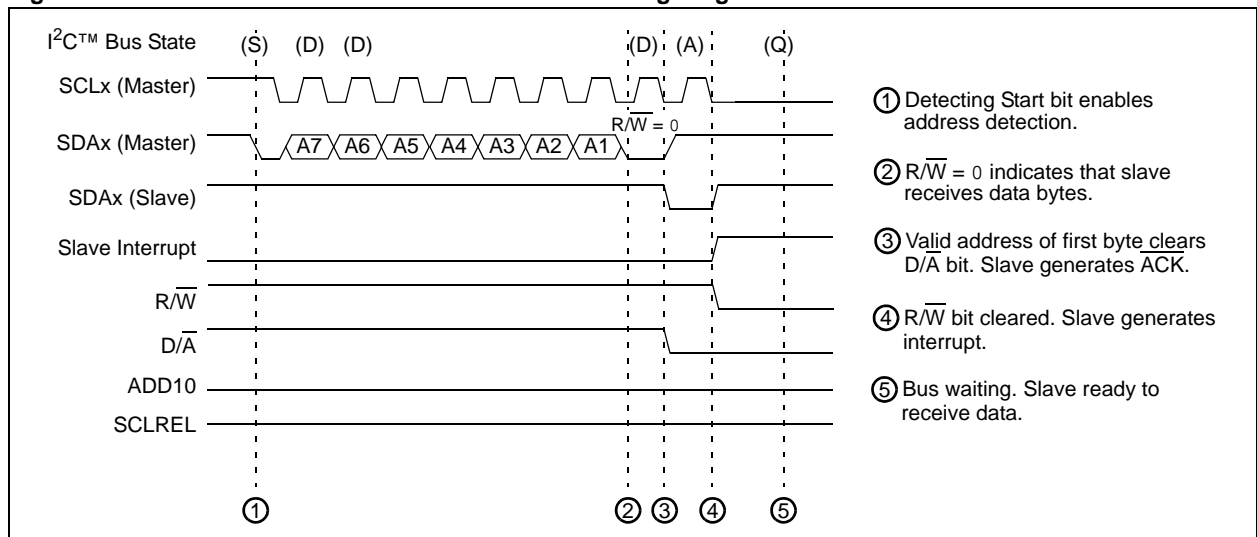 I²C™ Bus State (S) (D) (D) (D) (A) (Q)
SCLx (Master)
R/W̅ = 0
SDAx (Master) A7 A6 A5 A4 A3 A2 A1
SDAx (Slave)
Slave Interrupt
R/W̅
D/A̅
ADD10
SCLREL
1 2 3 4 5
① Detecting Start bit enables
address detection.
② R/W̅ = 0 indicates that slave
receives data bytes.
③ Valid address of first byte clears
D/A̅ bit. Slave generates A̅C̅K̅.
④ R/W̅ bit cleared. Slave generates
interrupt.
⑤ Bus waiting. Slave ready to
receive data.